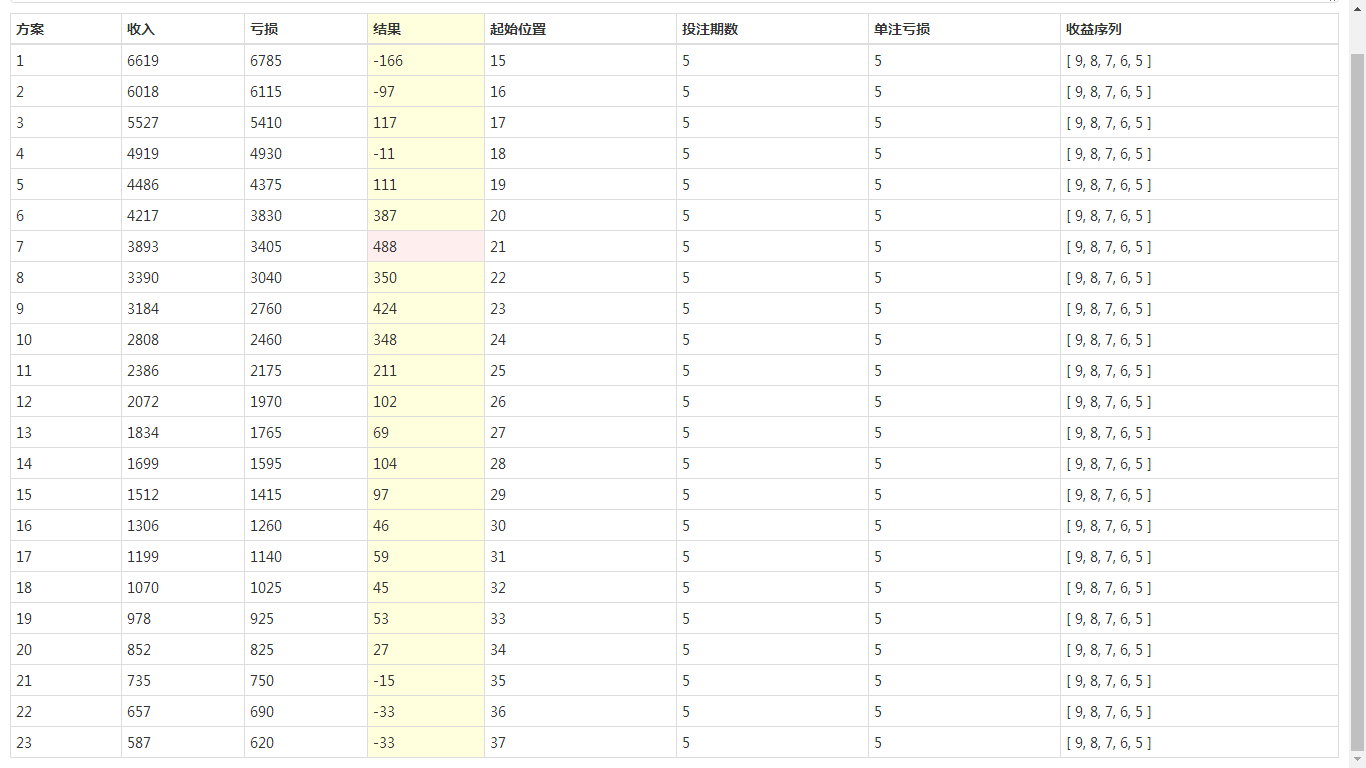 方案 收入 亏损 结果 起始位置 投注期数 单注亏损 收益序列
1 6619 6785 -166 15 5 5 [ 9, 8, 7, 6, 5 ]
2 6018 6115 -97 16 5 5 [ 9, 8, 7, 6, 5 ]
3 5527 5410 117 17 5 5 [ 9, 8, 7, 6, 5 ]
4 4919 4930 -11 18 5 5 [ 9, 8, 7, 6, 5 ]
5 4486 4375 111 19 5 5 [ 9, 8, 7, 6, 5 ]
6 4217 3830 387 20 5 5 [ 9, 8, 7, 6, 5 ]
7 3893 3405 488 21 5 5 [ 9, 8, 7, 6, 5 ]
8 3390 3040 350 22 5 5 [ 9, 8, 7, 6, 5 ]
9 3184 2760 424 23 5 5 [ 9, 8, 7, 6, 5 ]
10 2808 2460 348 24 5 5 [ 9, 8, 7, 6, 5 ]
11 2386 2175 211 25 5 5 [ 9, 8, 7, 6, 5 ]
12 2072 1970 102 26 5 5 [ 9, 8, 7, 6, 5 ]
13 1834 1765 69 27 5 5 [ 9, 8, 7, 6, 5 ]
14 1699 1595 104 28 5 5 [ 9, 8, 7, 6, 5 ]
15 1512 1415 97 29 5 5 [ 9, 8, 7, 6, 5 ]
16 1306 1260 46 30 5 5 [ 9, 8, 7, 6, 5 ]
17 1199 1140 59 31 5 5 [ 9, 8, 7, 6, 5 ]
18 1070 1025 45 32 5 5 [ 9, 8, 7, 6, 5 ]
19 978 925 53 33 5 5 [ 9, 8, 7, 6, 5 ]
20 852 825 27 34 5 5 [ 9, 8, 7, 6, 5 ]
21 735 750 -15 35 5 5 [ 9, 8, 7, 6, 5 ]
22 657 690 -33 36 5 5 [ 9, 8, 7, 6, 5 ]
23 587 620 -33 37 5 5 [ 9, 8, 7, 6, 5 ]